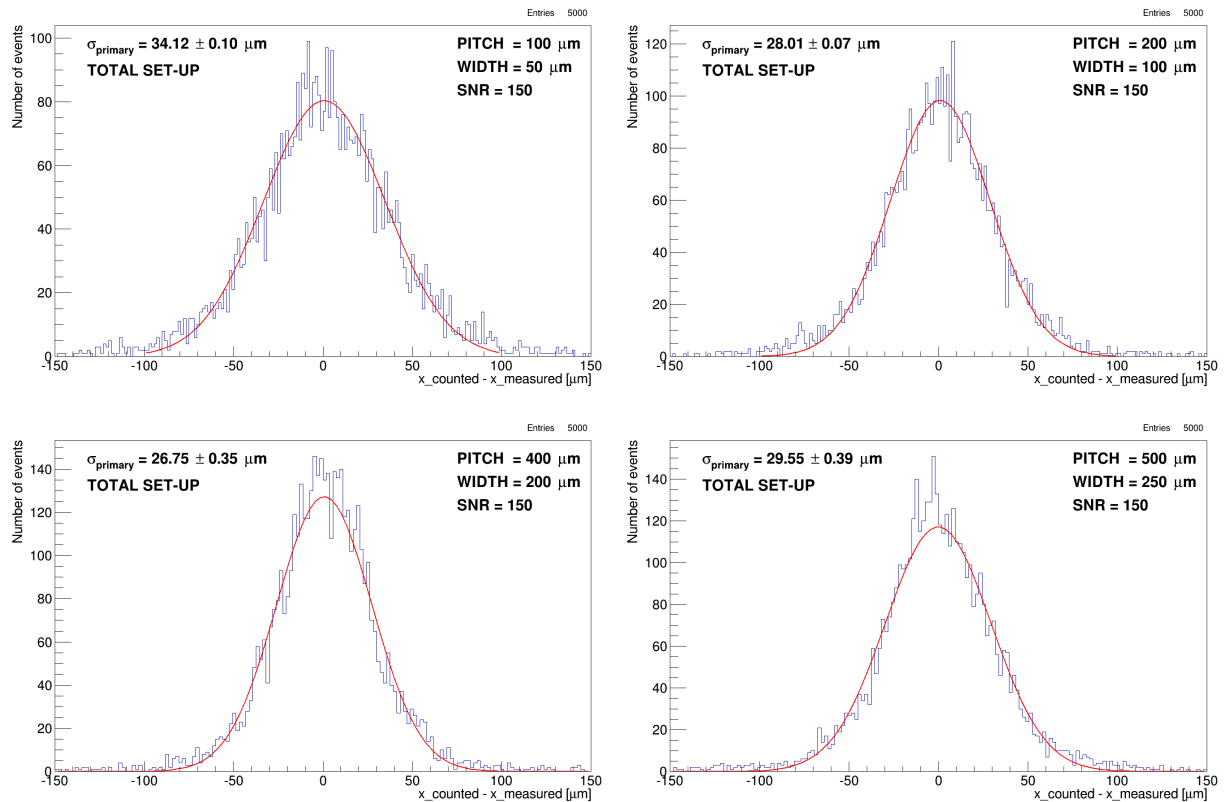 Entries 5000
σprimary = 34.12 ± 0.10 μm
TOTAL SET-UP
PITCH = 100 μm
WIDTH = 50 μm
SNR = 150
Number of events
100
80
60
40
20
0
-150 -100 -50 0 50 100 150
x_counted - x_measured [μm]
Entries 5000
σprimary = 28.01 ± 0.07 μm
TOTAL SET-UP
PITCH = 200 μm
WIDTH = 100 μm
SNR = 150
Number of events
120
100
80
60
40
20
0
-150 -100 -50 0 50 100 150
x_counted - x_measured [μm]
Entries 5000
σprimary = 26.75 ± 0.35 μm
TOTAL SET-UP
PITCH = 400 μm
WIDTH = 200 μm
SNR = 150
Number of events
140
120
100
80
60
40
20
0
-150 -100 -50 0 50 100 150
x_counted - x_measured [μm]
Entries 5000
σprimary = 29.55 ± 0.39 μm
TOTAL SET-UP
PITCH = 500 μm
WIDTH = 250 μm
SNR = 150
Number of events
140
120
100
80
60
40
20
0
-150 -100 -50 0 50 100 150
x_counted - x_measured [μm]